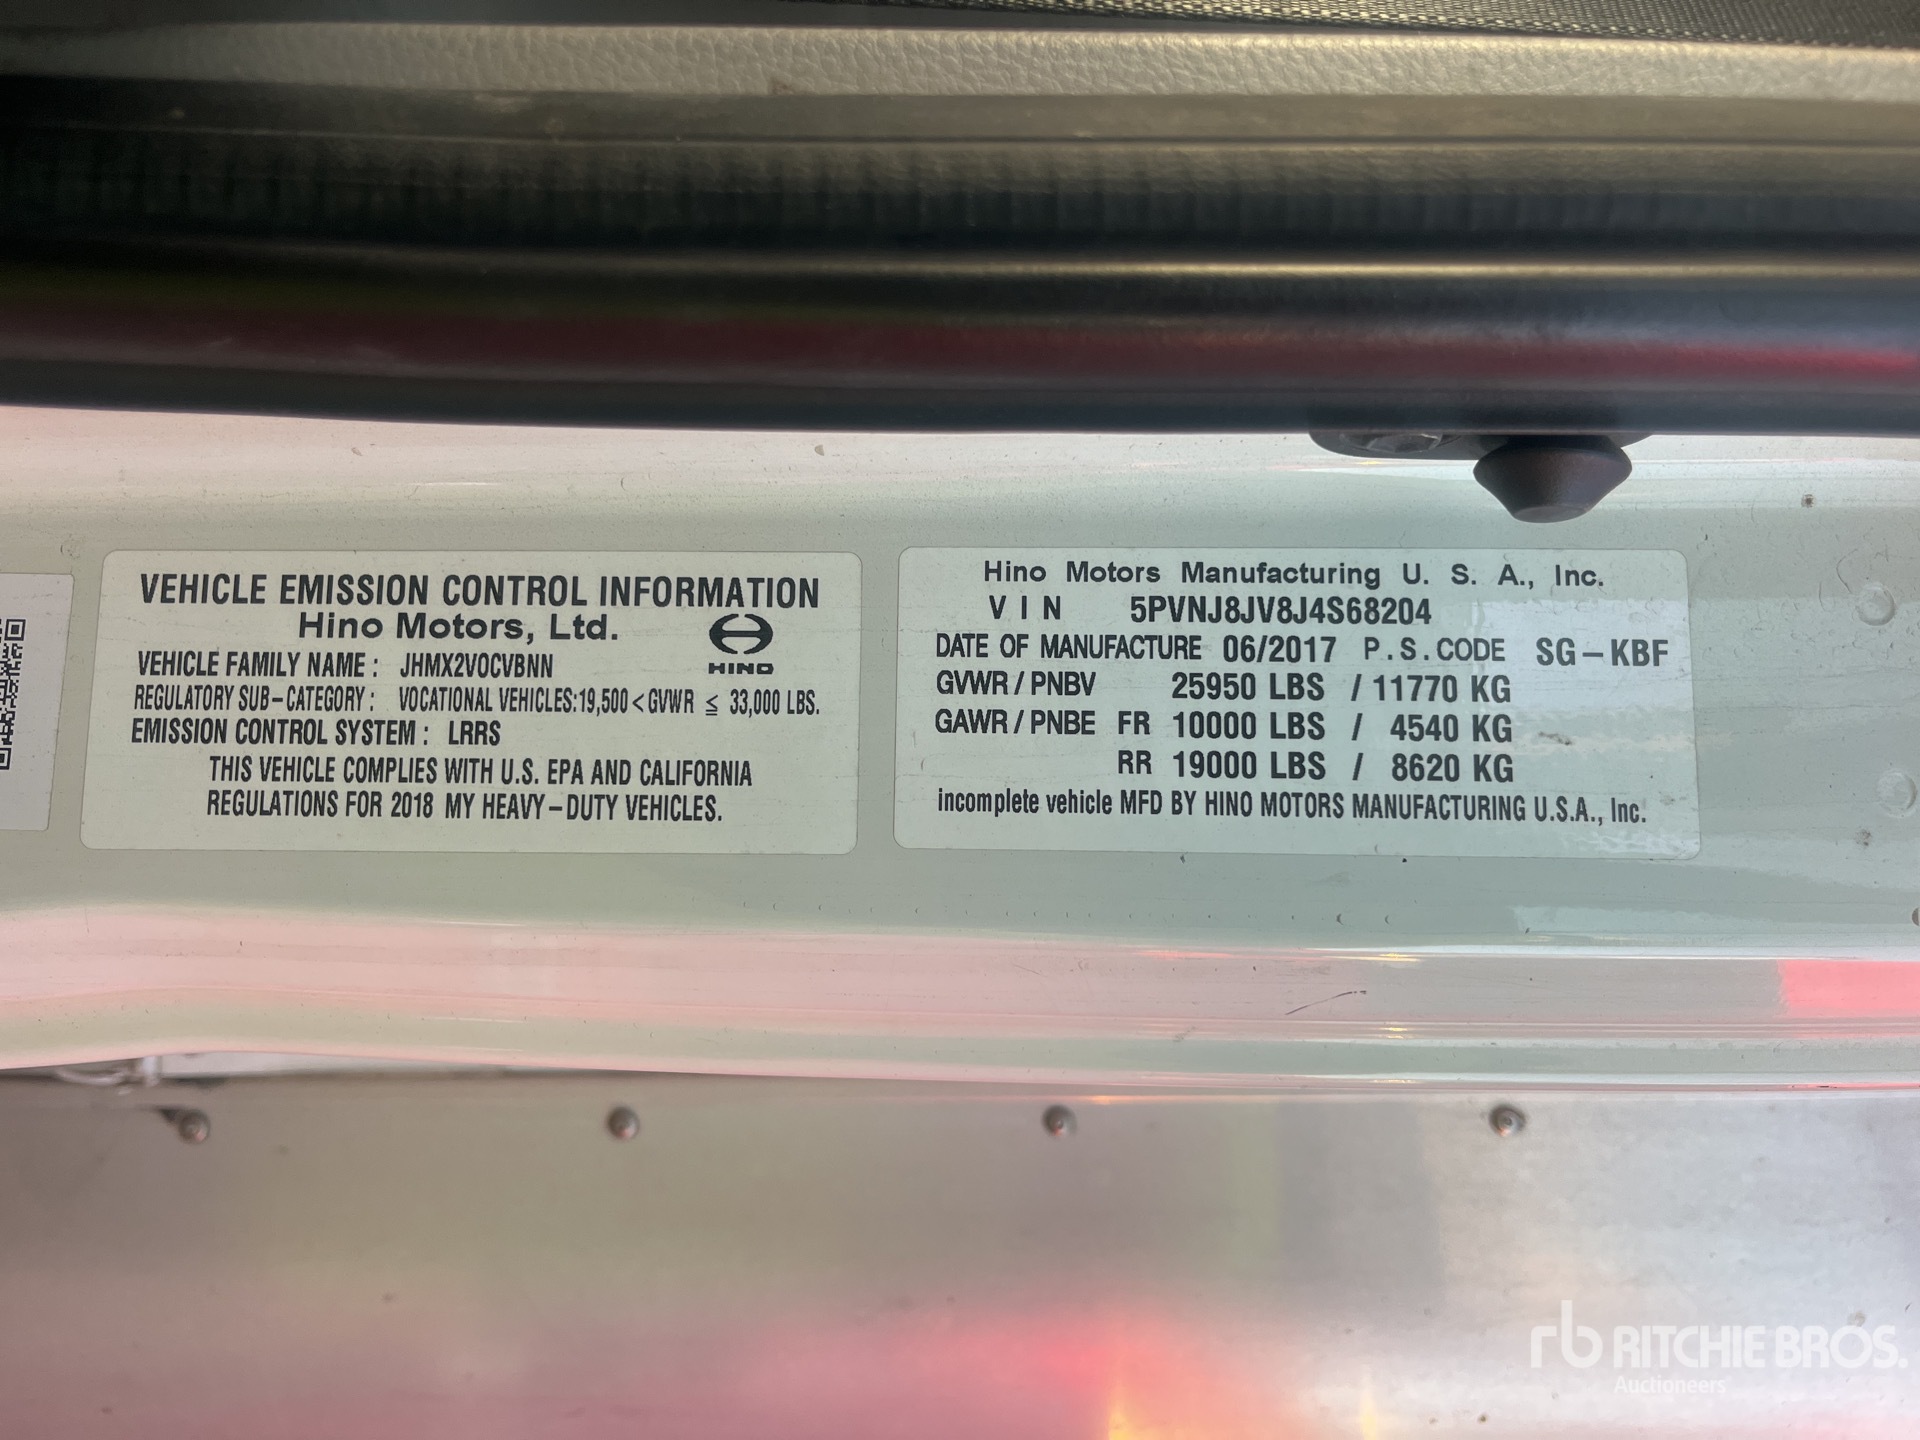 VEHICLE EMISSION CONTROL INFORMATION
Hino Motors, Ltd.
HINO
VEHICLE FAMILY NAME : JHMX2VOCVBNN
REGULATORY SUB-CATEGORY : VOCATIONAL VEHICLES:19,500 < GVWR ≦ 33,000 LBS.
EMISSION CONTROL SYSTEM : LRRS
THIS VEHICLE COMPLIES WITH U.S. EPA AND CALIFORNIA
REGULATIONS FOR 2018 MY HEAVY-DUTY VEHICLES.
Hino Motors Manufacturing U. S. A., Inc.
VIN 5PVNJ8JV8J4S68204
DATE OF MANUFACTURE 06/2017 P.S.CODE SG-KBF
GVWR / PNBV 25950 LBS / 11770 KG
GAWR / PNBE FR 10000 LBS / 4540 KG
RR 19000 LBS / 8620 KG
incomplete vehicle MFD BY HINO MOTORS MANUFACTURING U.S.A., Inc.
rb RITCHIE BROS.
Auctioneers